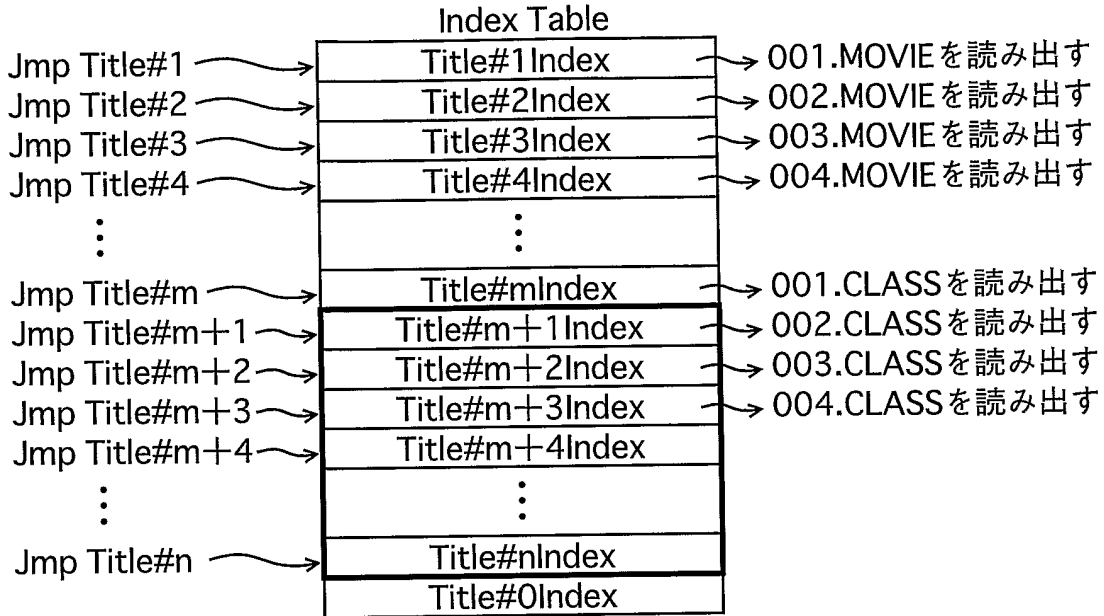 Index Table
Jmp Title#1 Title#1Index 001.MOVIEを読み出す
Jmp Title#2 Title#2Index 002.MOVIEを読み出す
Jmp Title#3 Title#3Index 003.MOVIEを読み出す
Jmp Title#4 Title#4Index 004.MOVIEを読み出す
Jmp Title#m Title#mIndex 001.CLASSを読み出す
Jmp Title#m+1 Title#m+1Index 002.CLASSを読み出す
Jmp Title#m+2 Title#m+2Index 003.CLASSを読み出す
Jmp Title#m+3 Title#m+3Index 004.CLASSを読み出す
Jmp Title#m+4 Title#m+4Index
Jmp Title#n Title#nIndex
Title#0Index